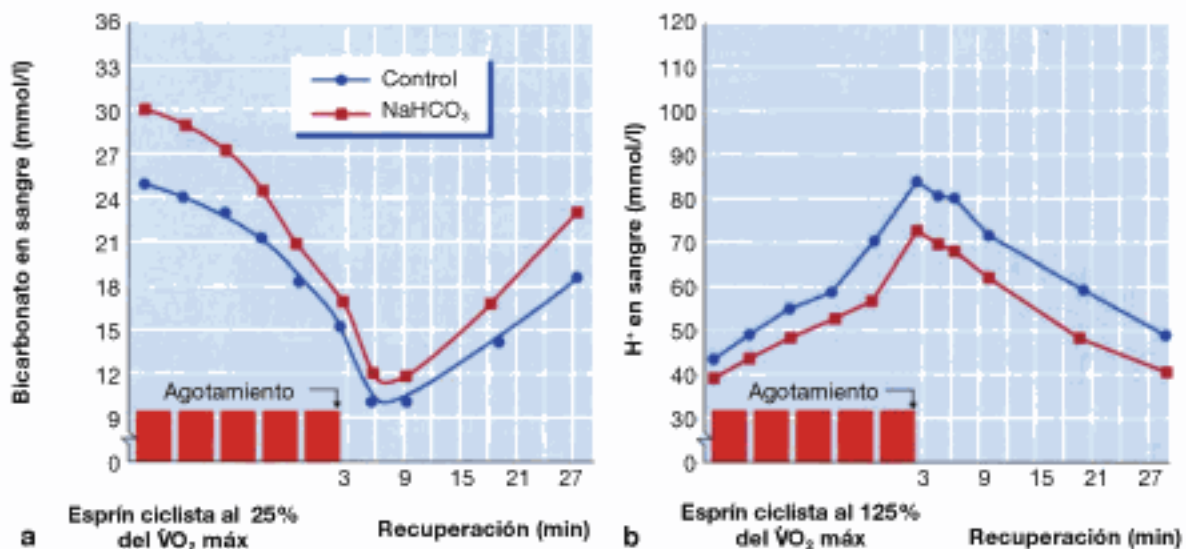 Bicarbonato en sangre (mmol/l)
36
33
30
27
24
21
18
15
12
9
0
Control
NaHCO₃
Agotamiento
3 9 15 21 27
Esprín ciclista al 25%
del V̇O₂ máx
Recuperación (min)
a
H⁺ en sangre (mmol/l)
120
110
100
90
80
70
60
50
40
30
0
Agotamiento
3 9 15 21 27
Esprín ciclista al 125%
del V̇O₂ máx
Recuperación (min)
b